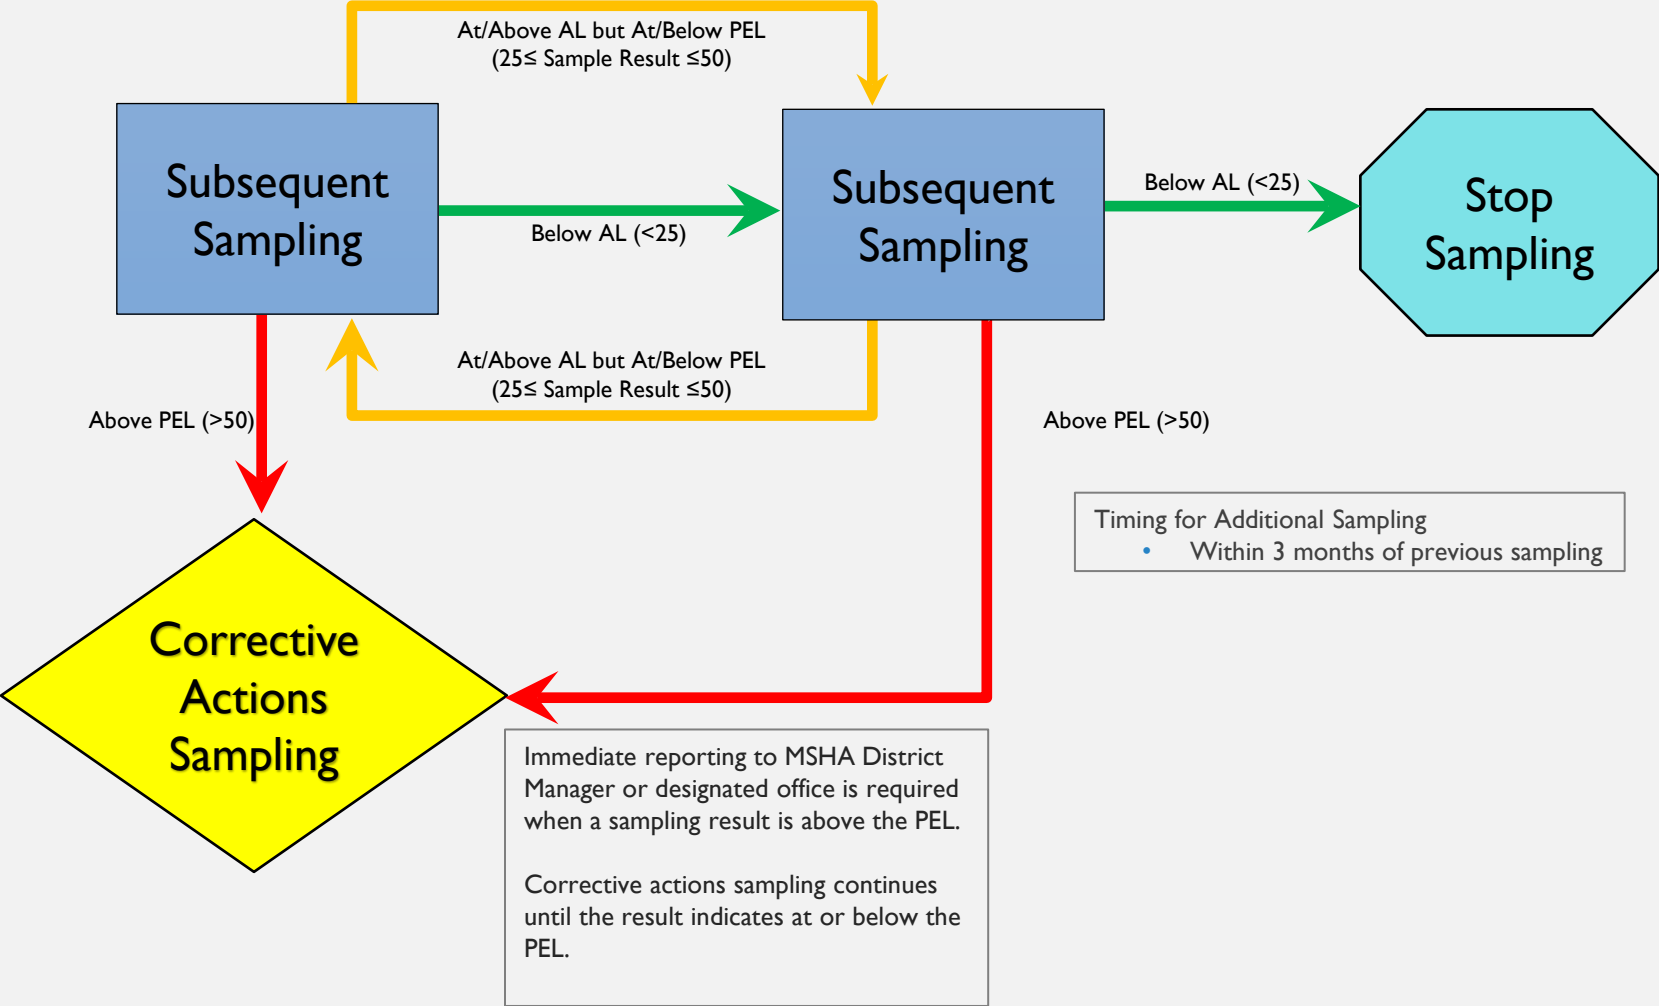 At/Above AL but At/Below PEL
(25≤ Sample Result ≤50)
Subsequent
Sampling
Below AL (<25)
Subsequent
Sampling
Below AL (<25)
Stop
Sampling
At/Above AL but At/Below PEL
(25≤ Sample Result ≤50)
Above PEL (>50)
Above PEL (>50)
Timing for Additional Sampling
• Within 3 months of previous sampling
Corrective
Actions
Sampling
Immediate reporting to MSHA District
Manager or designated office is required
when a sampling result is above the PEL.
Corrective actions sampling continues
until the result indicates at or below the
PEL.